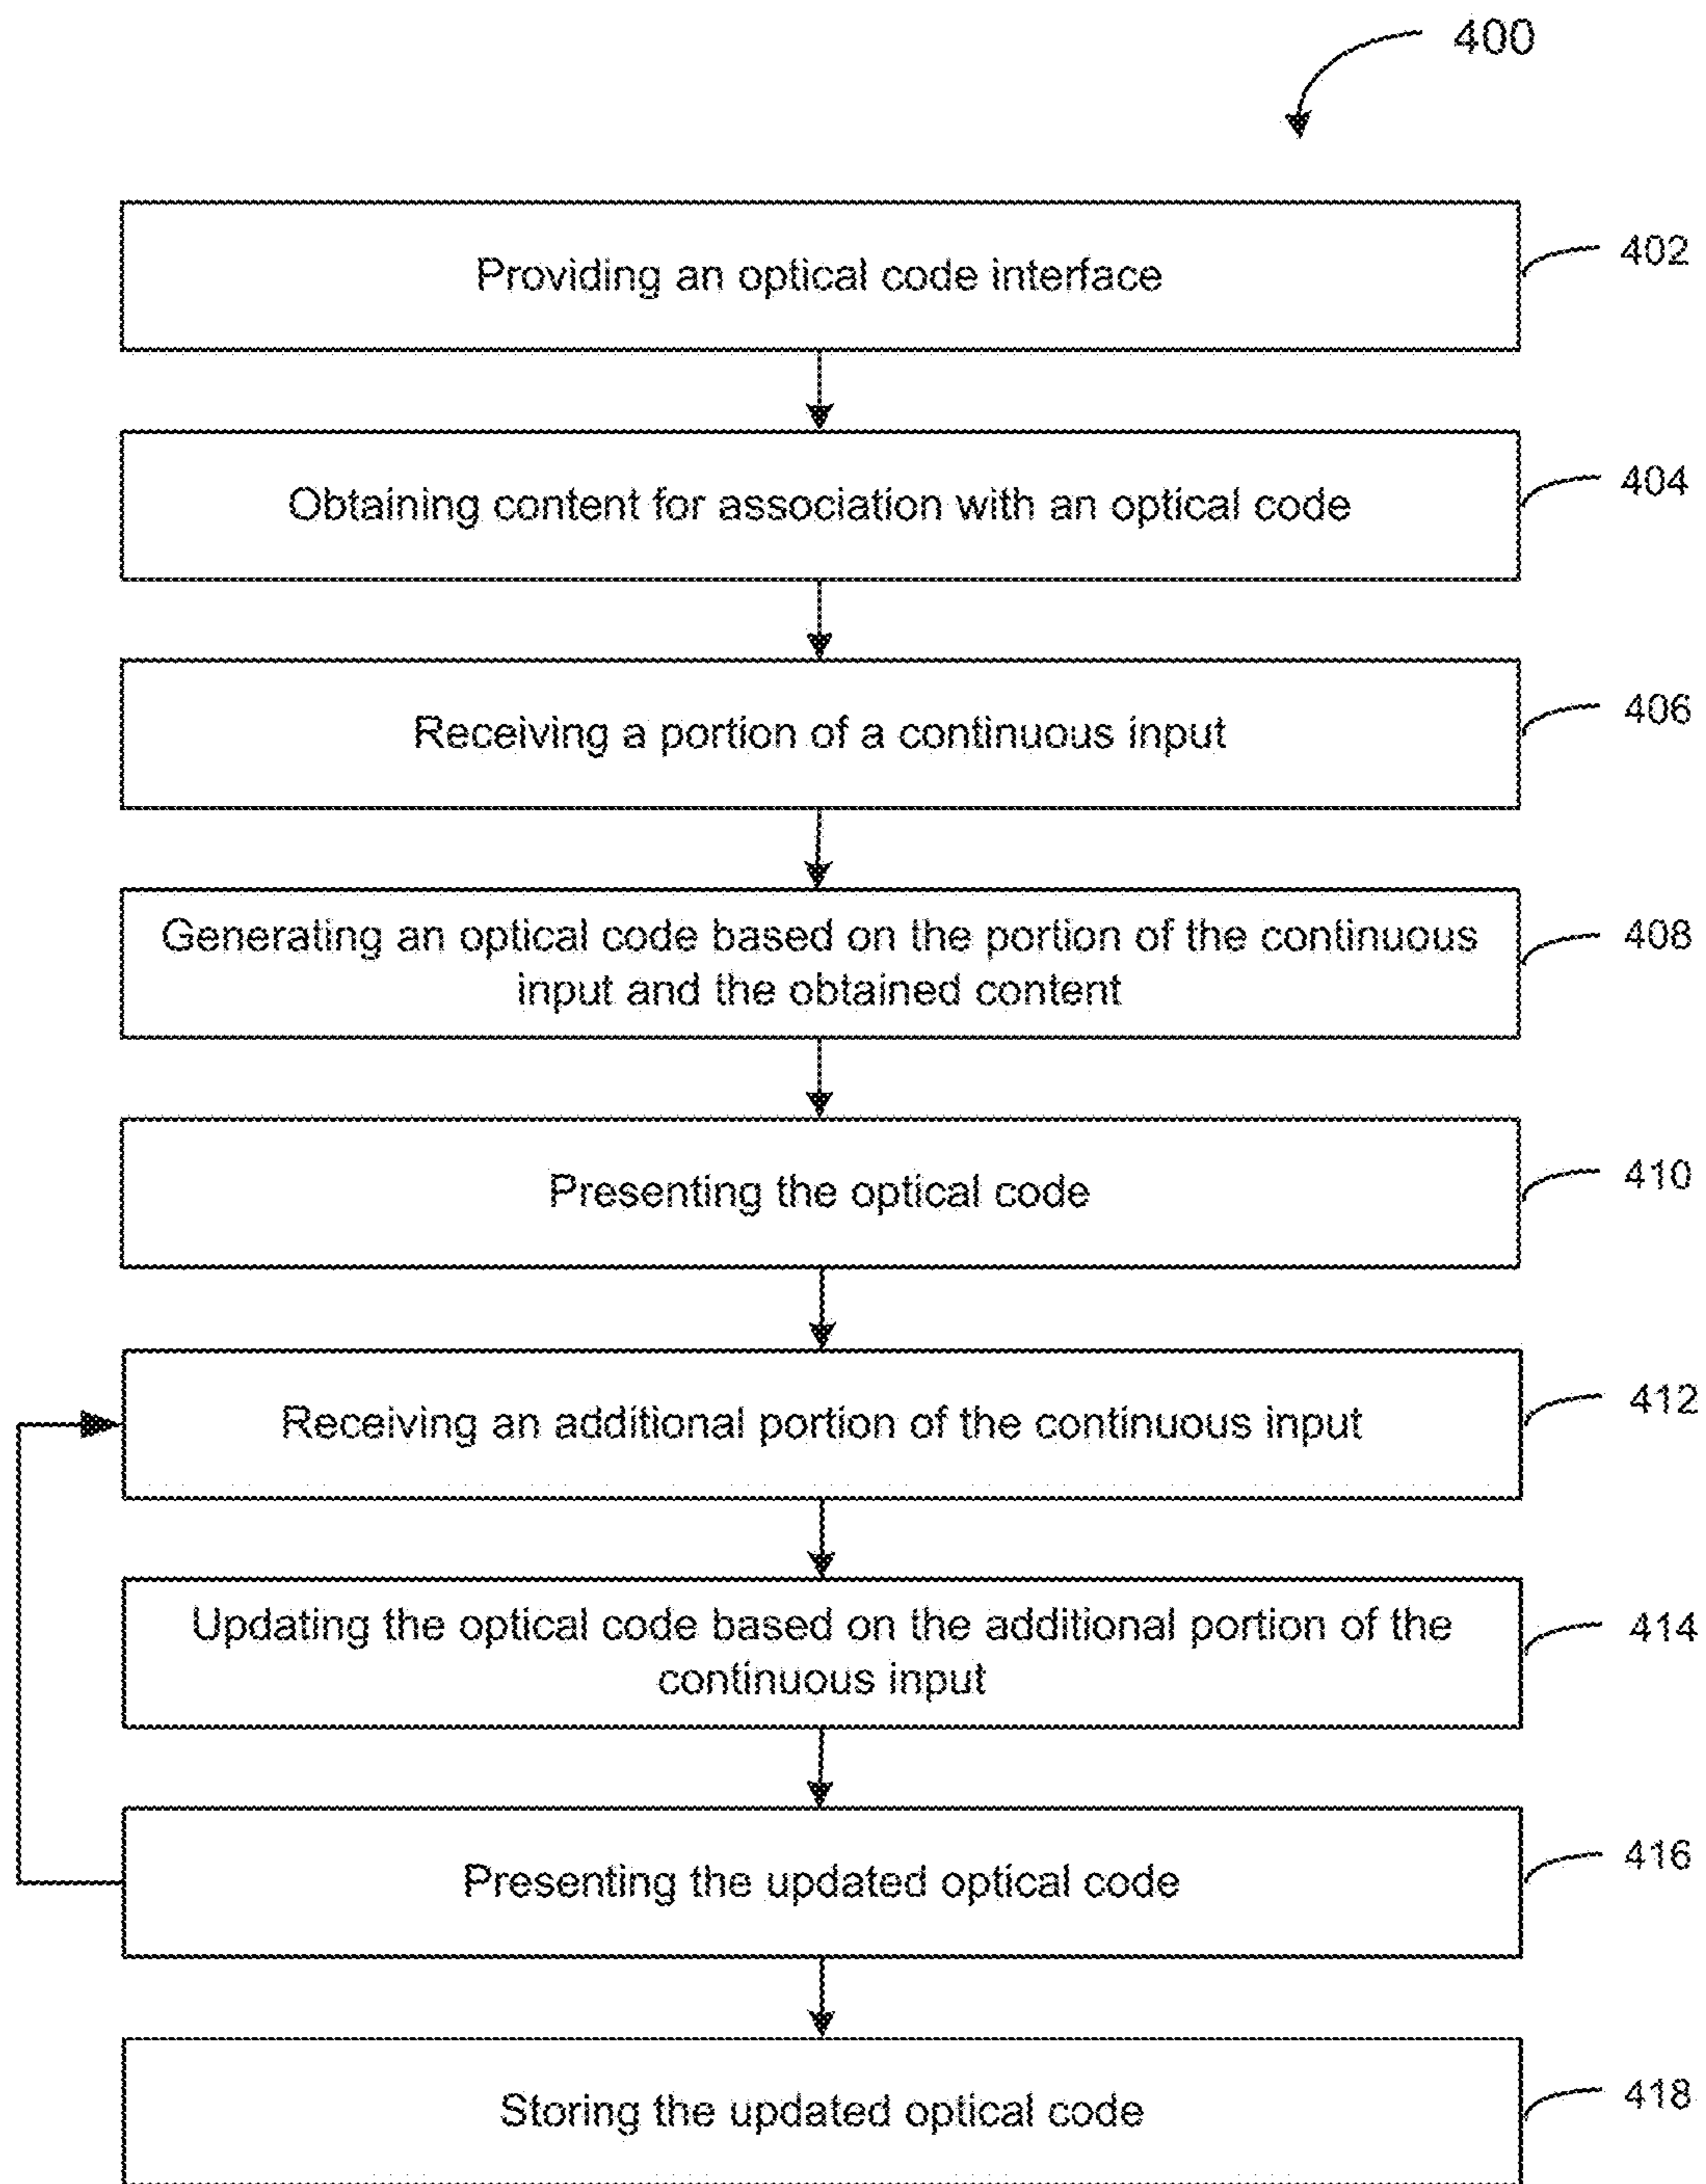 400
Providing an optical code interface
402
Obtaining content for association with an optical code
404
Receiving a portion of a continuous input
406
Generating an optical code based on the portion of the continuous
input and the obtained content
408
Presenting the optical code
410
Receiving an additional portion of the continuous input
412
Updating the optical code based on the additional portion of the
continuous input
414
Presenting the updated optical code
416
Storing the updated optical code
418